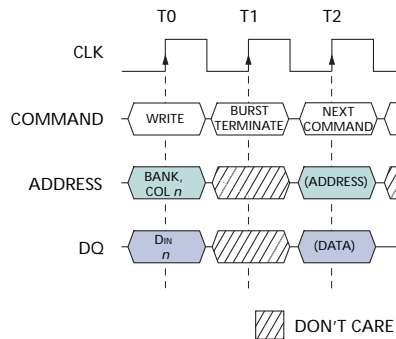 T0 T1 T2
CLK
COMMAND WRITE BURST TERMINATE NEXT COMMAND
ADDRESS BANK, COL n (ADDRESS)
DQ DIN n (DATA)
DON'T CARE